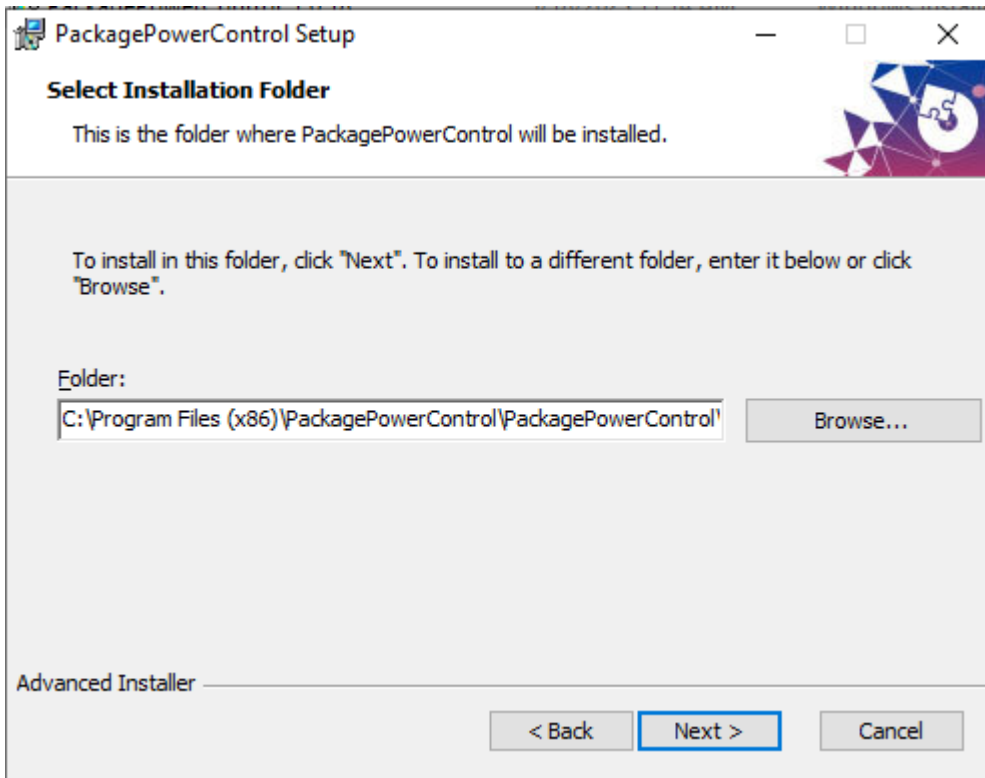 PackagePowerControl Setup
Select Installation Folder
This is the folder where PackagePowerControl will be installed.
To install in this folder, click "Next". To install to a different folder, enter it below or click
"Browse".
Folder:
C:\Program Files (x86)\PackagePowerControl\PackagePowerControl\
Browse...
Advanced Installer
< Back
Next >
Cancel